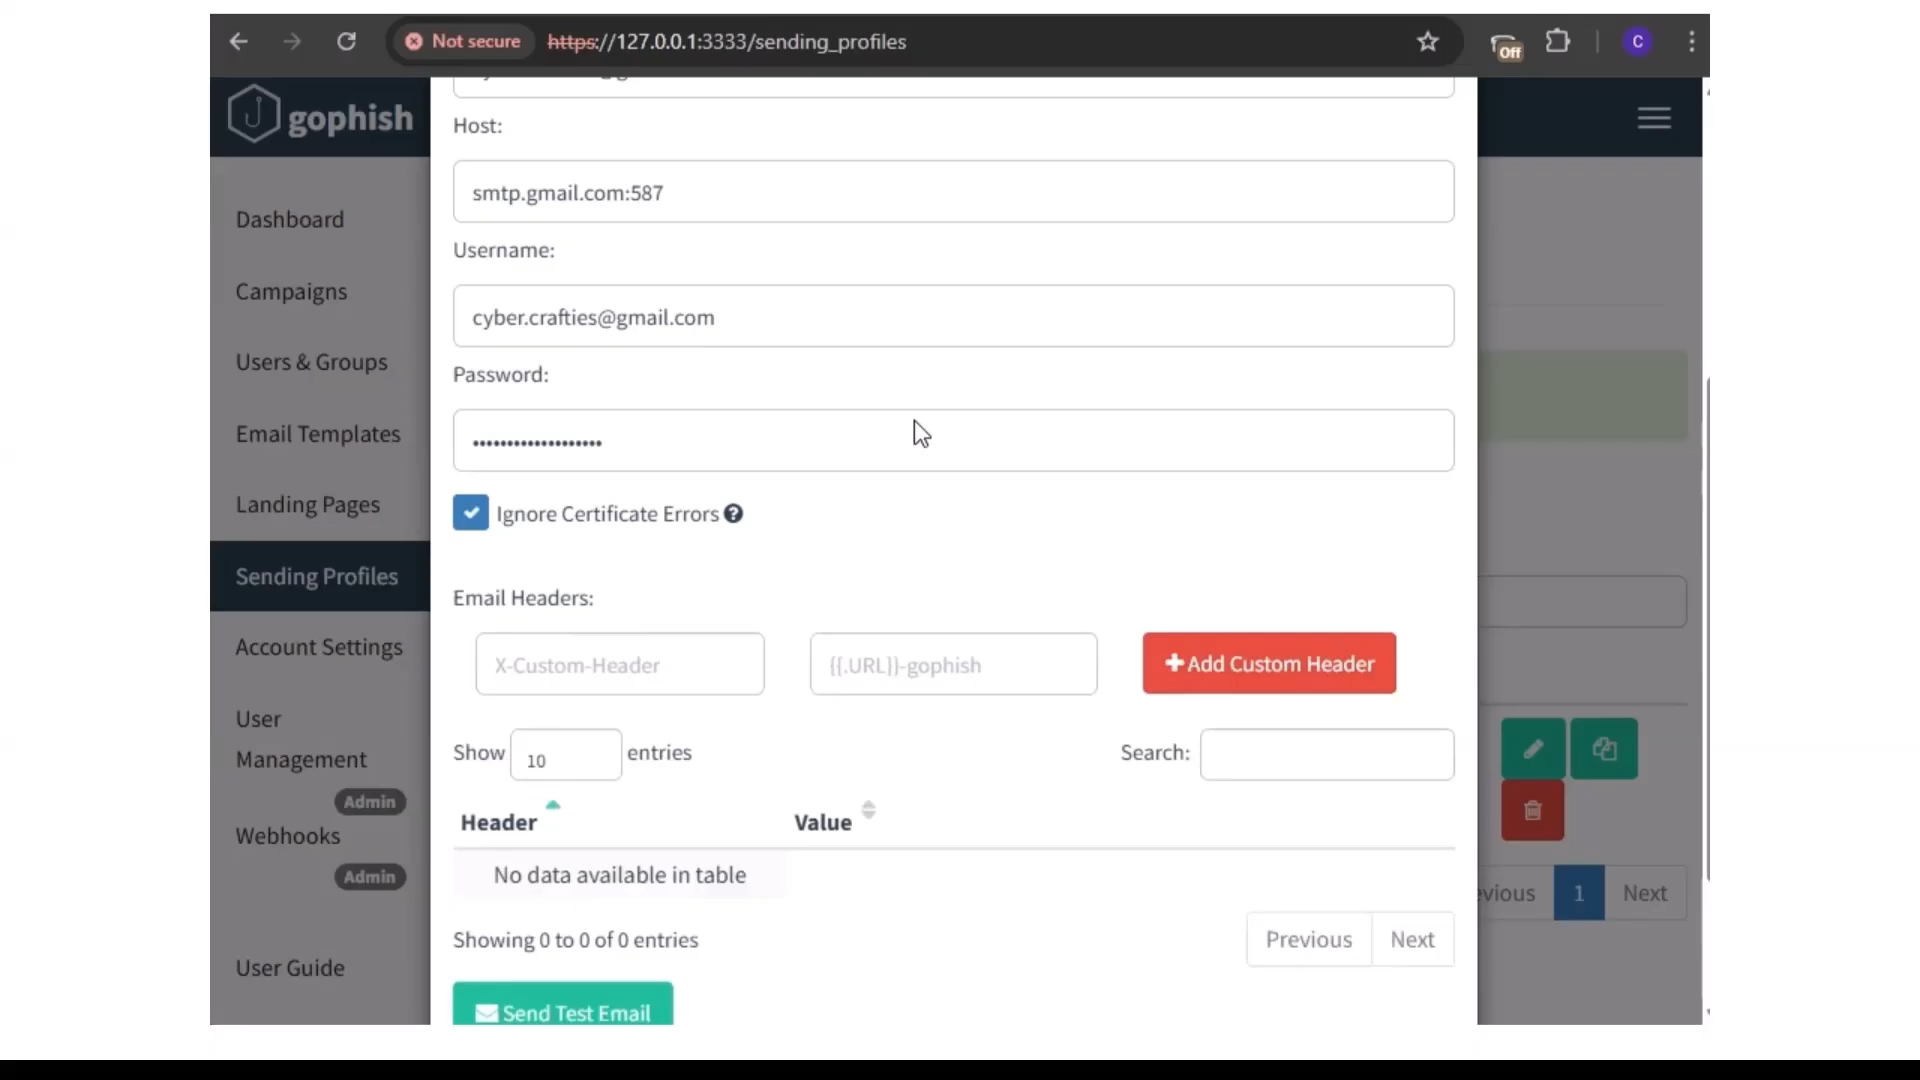 Not secure https://127.0.0.1:3333/sending_profiles Off C
gophish
Dashboard
Campaigns
Users & Groups
Email Templates
Landing Pages
Sending Profiles
Account Settings
User
Management
Admin
Webhooks
Admin
User Guide
Host:
smtp.gmail.com:587
Username:
cyber.crafties@gmail.com
Password:
Ignore Certificate Errors
Email Headers:
X-Custom-Header
{{.URL}}-gophish
Add Custom Header
Show 10 entries
Search:
Header Value
No data available in table
Showing 0 to 0 of 0 entries
Previous Next
Send Test Email
evious 1 Next